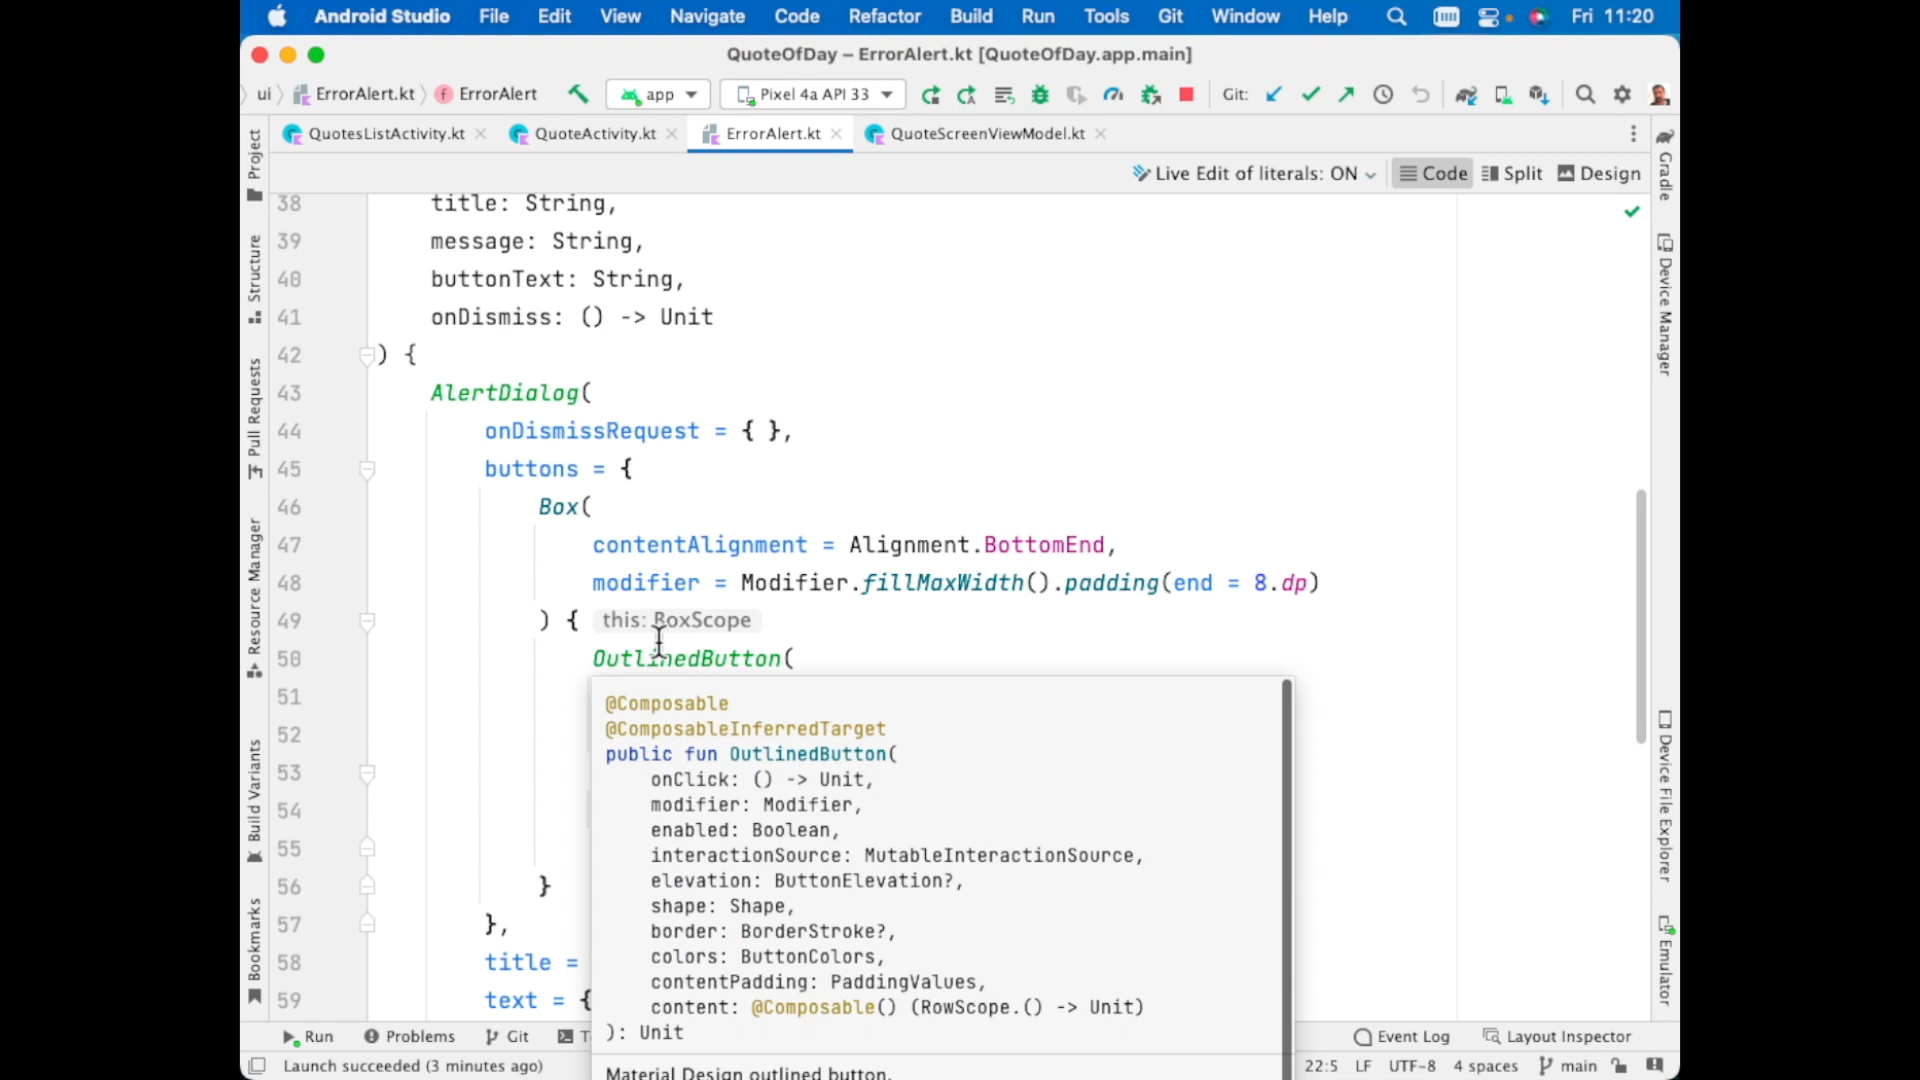 Android Studio File Edit View Navigate Code Refactor Build Run Tools Git Window Help Fri 11:20
QuoteOfDay – ErrorAlert.kt [QuoteOfDay.app.main]
ui ErrorAlert.kt ErrorAlert app Pixel 4a API 33 Git:
QuotesListActivity.kt QuoteActivity.kt ErrorAlert.kt QuoteScreenViewModel.kt
Live Edit of literals: ON Code Split Design
Project
Structure
Pull Requests
Resource Manager
Build Variants
Bookmarks
38 title: String,
39 message: String,
40 buttonText: String,
41 onDismiss: () -> Unit
42 ) {
43 AlertDialog(
44 onDismissRequest = { },
45 buttons = {
46 Box(
47 contentAlignment = Alignment.BottomEnd,
48 modifier = Modifier.fillMaxWidth().padding(end = 8.dp)
49 ) { this: BoxScope
50 OutlinedButton(
51
52
53
54
55
56 }
57 },
58 title =
59 text = {
@Composable
@ComposableInferredTarget
public fun OutlinedButton(
onClick: () -> Unit,
modifier: Modifier,
enabled: Boolean,
interactionSource: MutableInteractionSource,
elevation: ButtonElevation?,
shape: Shape,
border: BorderStroke?,
colors: ButtonColors,
contentPadding: PaddingValues,
content: @Composable() (RowScope.() -> Unit)
): Unit
Material Design outlined button.
Gradle
Device Manager
Device File Explorer
Emulator
Run Problems Git Event Log Layout Inspector
Launch succeeded (3 minutes ago) 22:5 LF UTF-8 4 spaces main